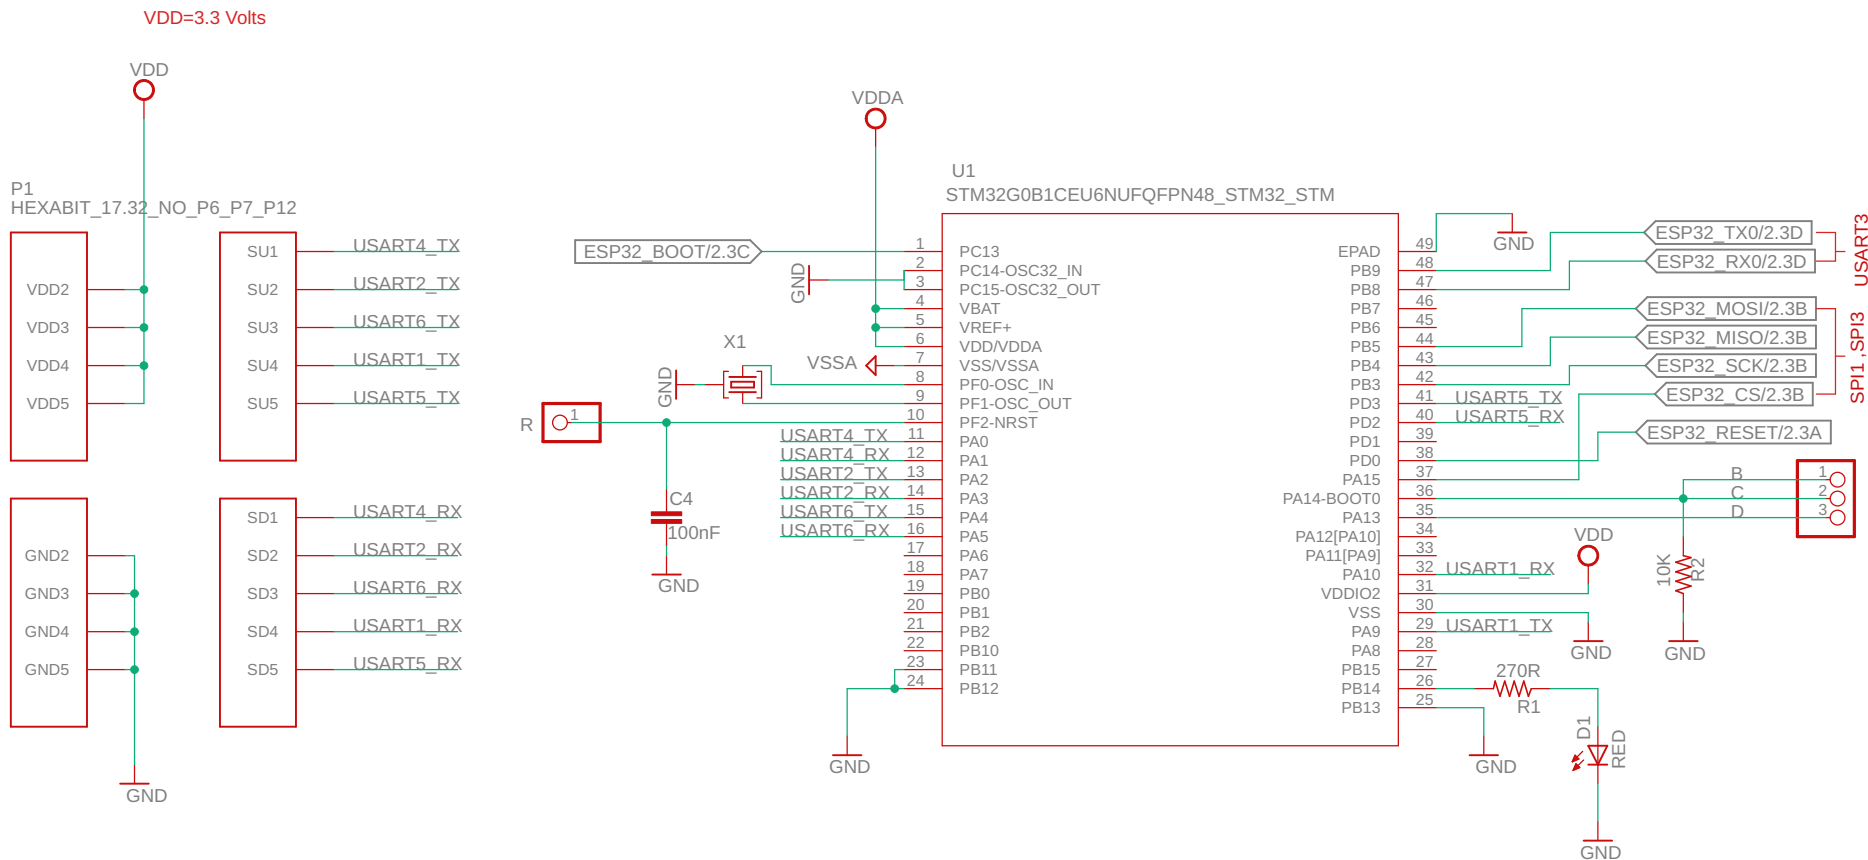 VDD=3.3 Volts
VDD
P1
HEXABIT_17.32_NO_P6_P7_P12
VDD2
VDD3
VDD4
VDD5
SU1
SU2
SU3
SU4
SU5
USART4_TX
USART2_TX
USART6_TX
USART1_TX
USART5_TX
GND2
GND3
GND4
GND5
GND
SD1
SD2
SD3
SD4
SD5
USART4_RX
USART2_RX
USART6_RX
USART1_RX
USART5_RX
VDDA
U1
STM32G0B1CEU6NUFQFPN48_STM32_STM
ESP32_BOOT/2.3C
GND
X1
VSSA
GND
R
1
C4
100nF
GND
USART4_TX
USART4_RX
USART2_TX
USART2_RX
USART6_TX
USART6_RX
GND
1 PC13
2 PC14-OSC32_IN
3 PC15-OSC32_OUT
4 VBAT
5 VREF+
6 VDD/VDDA
7 VSS/VSSA
8 PF0-OSC_IN
9 PF1-OSC_OUT
10 PF2-NRST
11 PA0
12 PA1
13 PA2
14 PA3
15 PA4
16 PA5
17 PA6
18 PA7
19 PB0
20 PB1
21 PB2
22 PB10
23 PB11
24 PB12
EPAD 49
PB9 48
PB8 47
PB7 46
PB6 45
PB5 44
PB4 43
PB3 42
PD3 41
PD2 40
PD1 39
PD0 38
PA15 37
PA14-BOOT0 36
PA13 35
PA12[PA10] 34
PA11[PA9] 33
PA10 32
VDDIO2 31
VSS 30
PA9 29
PA8 28
PB15 27
PB14 26
PB13 25
GND
ESP32_TX0/2.3D
ESP32_RX0/2.3D
USART3
ESP32_MOSI/2.3B
ESP32_MISO/2.3B
ESP32_SCK/2.3B
ESP32_CS/2.3B
SPI1,SPI3
USART5_TX
USART5_RX
ESP32_RESET/2.3A
B 1
C 2
D 3
VDD
10K
R2
GND
USART1_RX
USART1_TX
GND
270R
R1
D1
RED
GND
GND